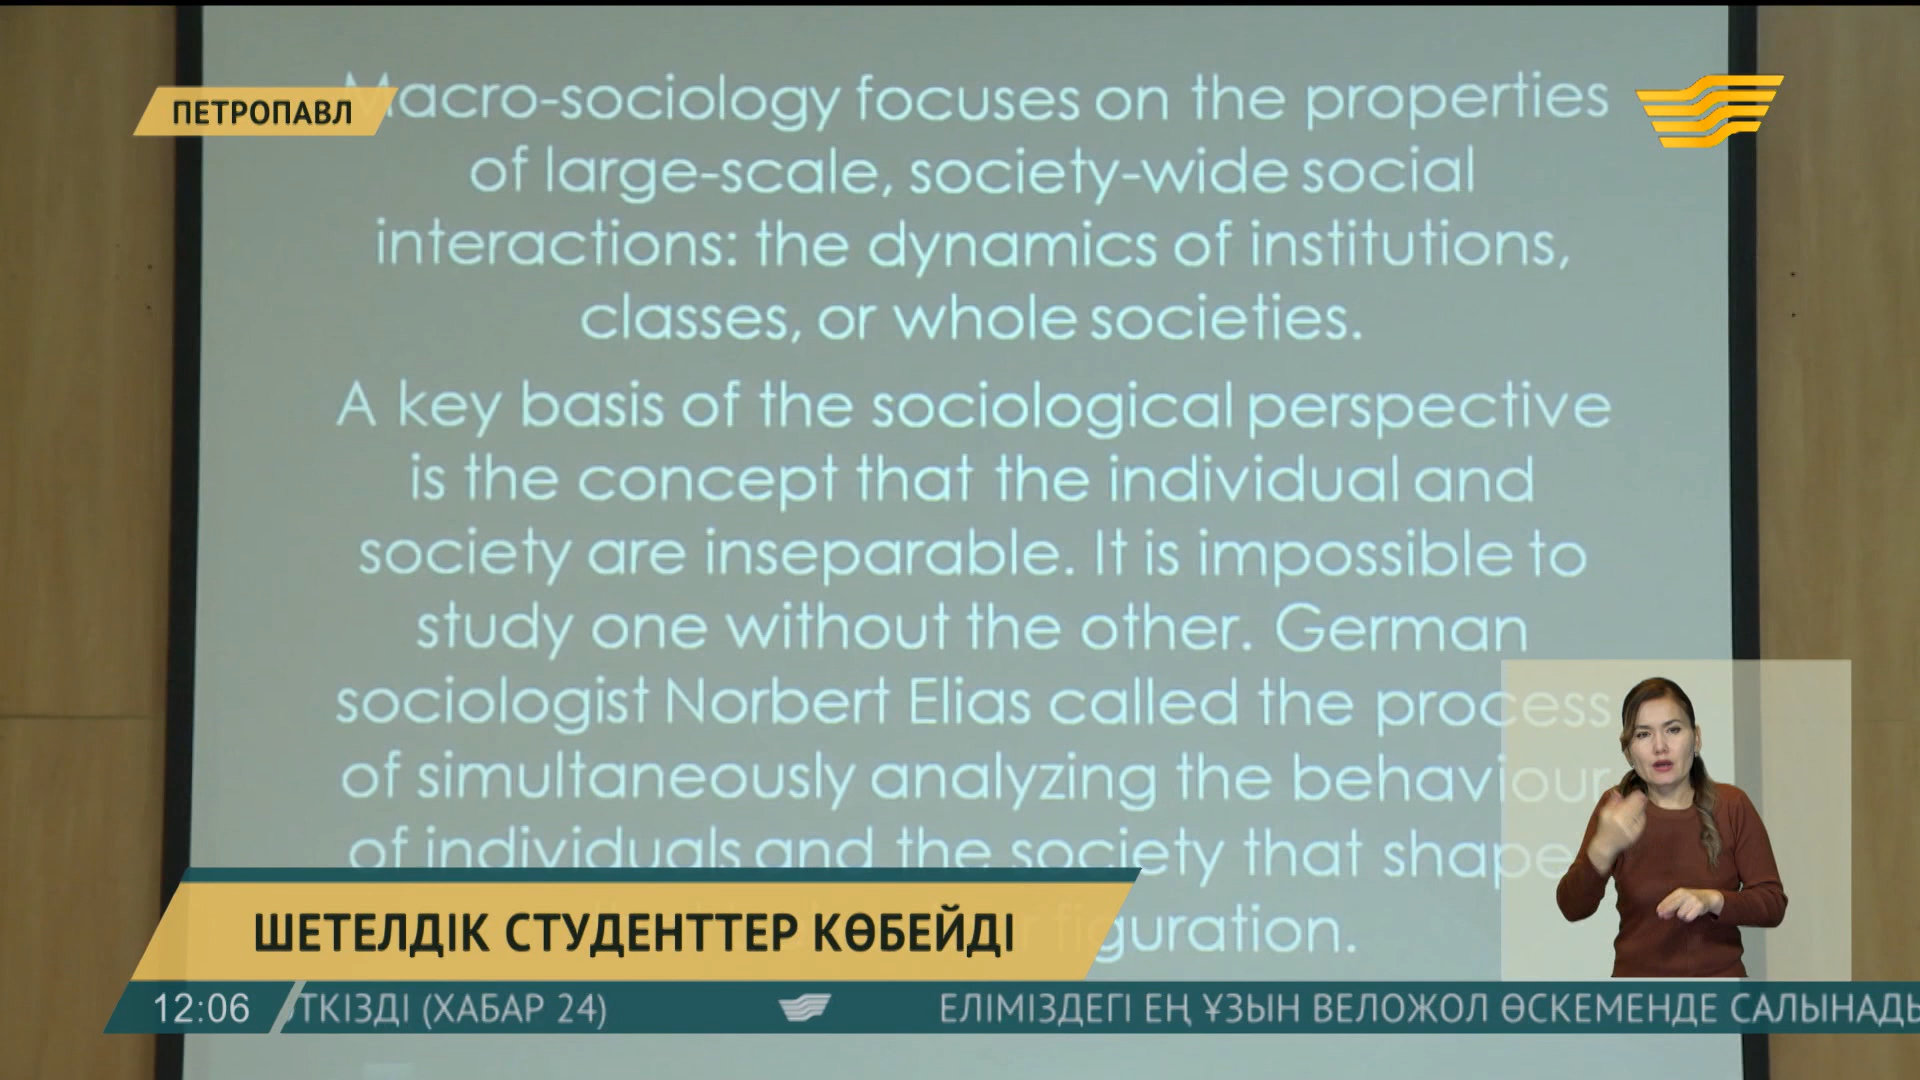 ПЕТРОПАВЛ
Macro-sociology focuses on the properties
of large-scale, society-wide social
interactions: the dynamics of institutions,
classes, or whole societies.
A key basis of the sociological perspective
is the concept that the individual and
society are inseparable. It is impossible to
study one without the other. German
sociologist Norbert Elias called the process
of simultaneously analyzing the behaviour
of individuals and the society that shape
figuration.
ШЕТЕЛДІК СТУДЕНТТЕР КӨБЕЙДІ
12:06 ТКІЗДІ (ХАБАР 24) ЕЛІМІЗДЕГІ ЕҢ ҰЗЫН ВЕЛОЖОЛ ӨСКЕМЕНДЕ САЛЫНАДЫ